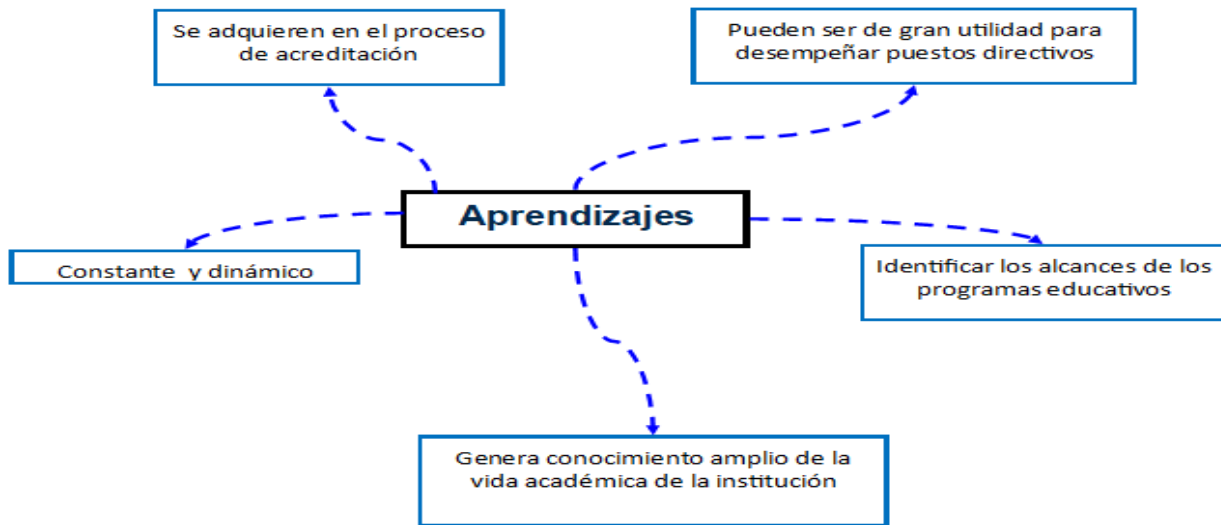 Se adquieren en el proceso
de acreditación
Pueden ser de gran utilidad para
desempeñar puestos directivos
Aprendizajes
Constante y dinámico
Identificar los alcances de los
programas educativos
Genera conocimiento amplio de la
vida académica de la institución